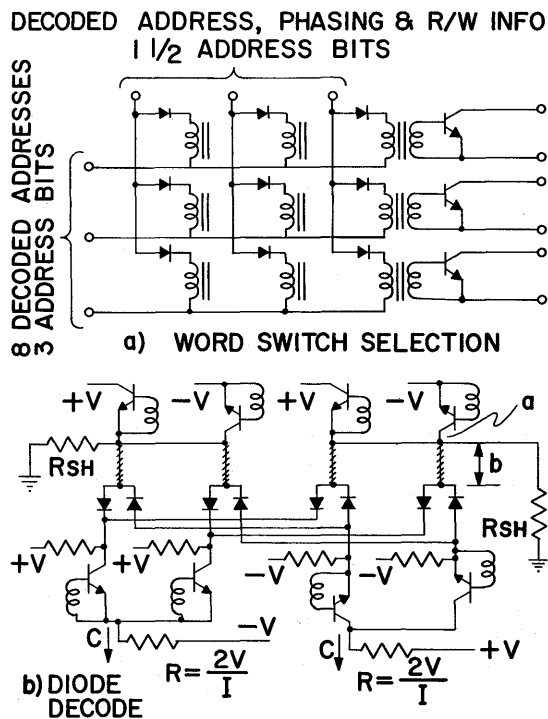 DECODED ADDRESS, PHASING & R/W INFO
1 1/2 ADDRESS BITS
8 DECODED ADDRESSES
3 ADDRESS BITS
a) WORD SWITCH SELECTION
+V
-V
+V
-V
a
RSH
b
RSH
+V
+V
-V
-V
C
-V
R=2V/I
C
+V
R=2V/I
b) DIODE
DECODE